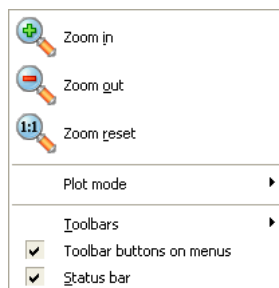 Zoom in
Zoom out
1:1 Zoom reset
Plot mode
Toolbars
Toolbar buttons on menus
Status bar